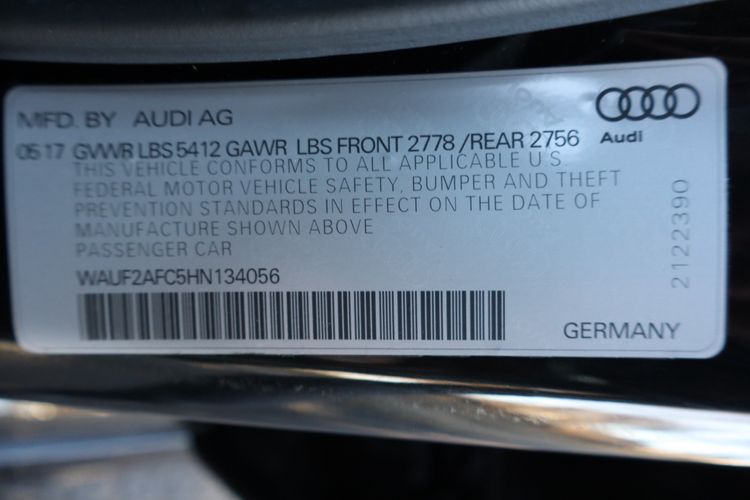 MFD. BY AUDI AG
Audi
05 17 GVWR LBS 5412 GAWR LBS FRONT 2778 /REAR 2756
THIS VEHICLE CONFORMS TO ALL APPLICABLE U S
FEDERAL MOTOR VEHICLE SAFETY, BUMPER AND THEFT
PREVENTION STANDARDS IN EFFECT ON THE DATE OF
MANUFACTURE SHOWN ABOVE
PASSENGER CAR
WAUF2AFC5HN134056
GERMANY
2122390